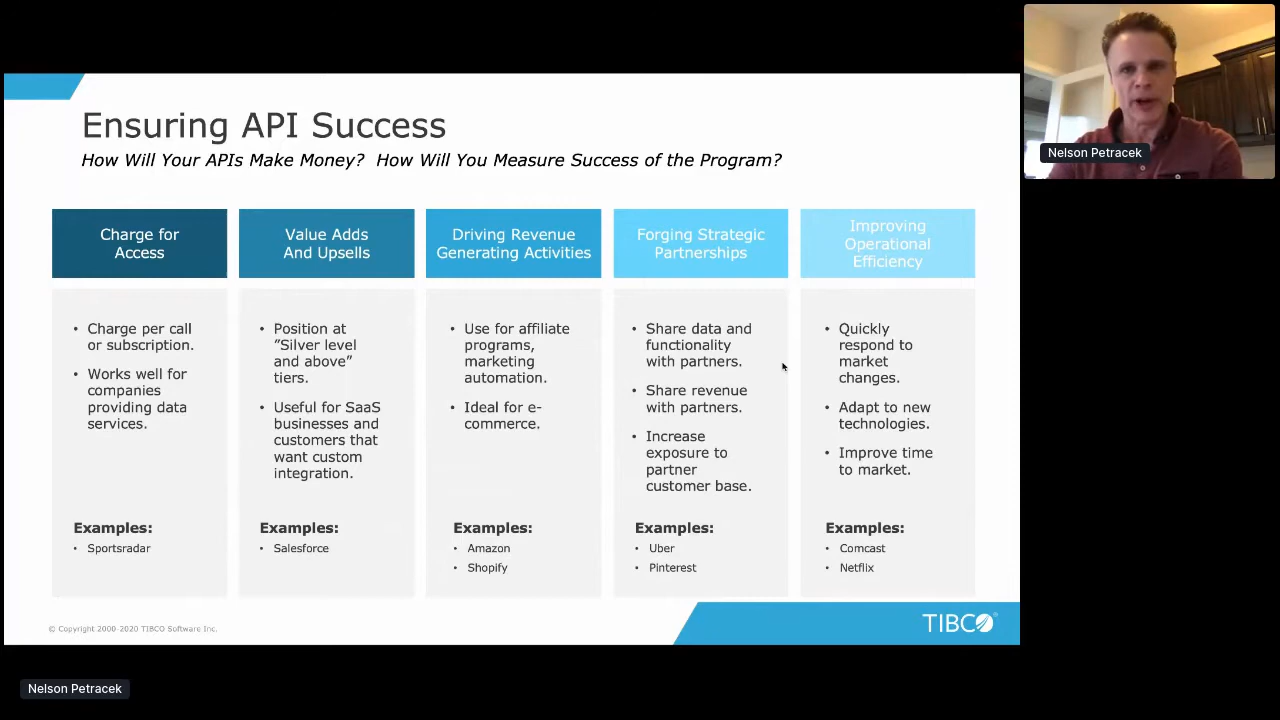 Ensuring API Success
How Will Your APIs Make Money?  How Will You Measure Success of the Program?
Charge for
Access
• Charge per call
or subscription.
• Works well for
companies
providing data
services.
Examples:
• Sportsradar
Value Adds
And Upsells
• Position at
”Silver level
and above”
tiers.
• Useful for SaaS
businesses and
customers that
want custom
integration.
Examples:
• Salesforce
Driving Revenue
Generating Activities
• Use for affiliate
programs,
marketing
automation.
• Ideal for e-
commerce.
Examples:
• Amazon
• Shopify
Forging Strategic
Partnerships
• Share data and
functionality
with partners.
• Share revenue
with partners.
• Increase
exposure to
partner
customer base.
Examples:
• Uber
• Pinterest
Improving
Operational
Efficiency
• Quickly
respond to
market
changes.
• Adapt to new
technologies.
• Improve time
to market.
Examples:
• Comcast
• Netflix
© Copyright 2000-2020 TIBCO Software Inc.
TIBCO®
Nelson Petracek
Nelson Petracek